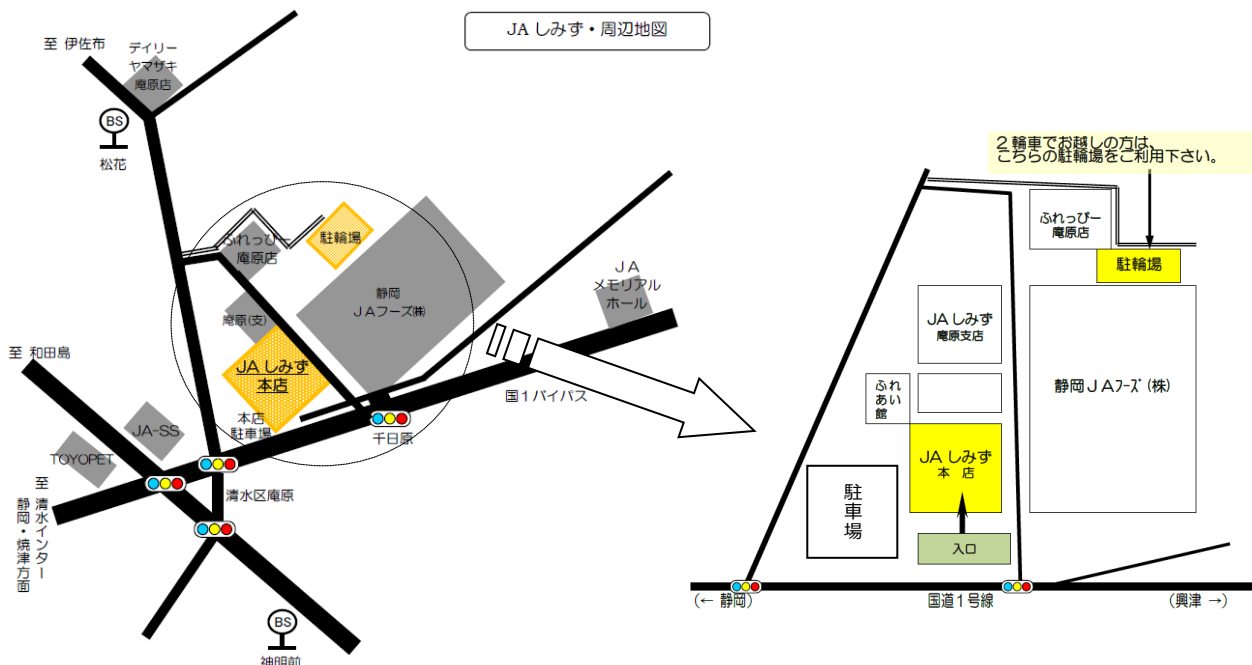 JAしみず・周辺地図
至 伊佐布
デイリー
ヤマザキ
庵原店
BS
松花
ふれっぴー
庵原店
駐輪場
静岡
JAフーズ㈱
JA
メモリアル
ホール
庵原(支)
JAしみず
本店
本店
駐車場
国1バイパス
千日原
至 和田島
JA-SS
TOYOPET
清水区庵原
至 清水インター
静岡・焼津方面
BS
神明前
2輪車でお越しの方は、
こちらの駐輪場をご利用下さい。
ふれっぴー
庵原店
駐輪場
JAしみず
庵原支店
静岡JAフーズ(株)
ふれ
あい
館
JAしみず
本 店
駐車場
入口
(← 静岡)
国道1号線
(興津 →)